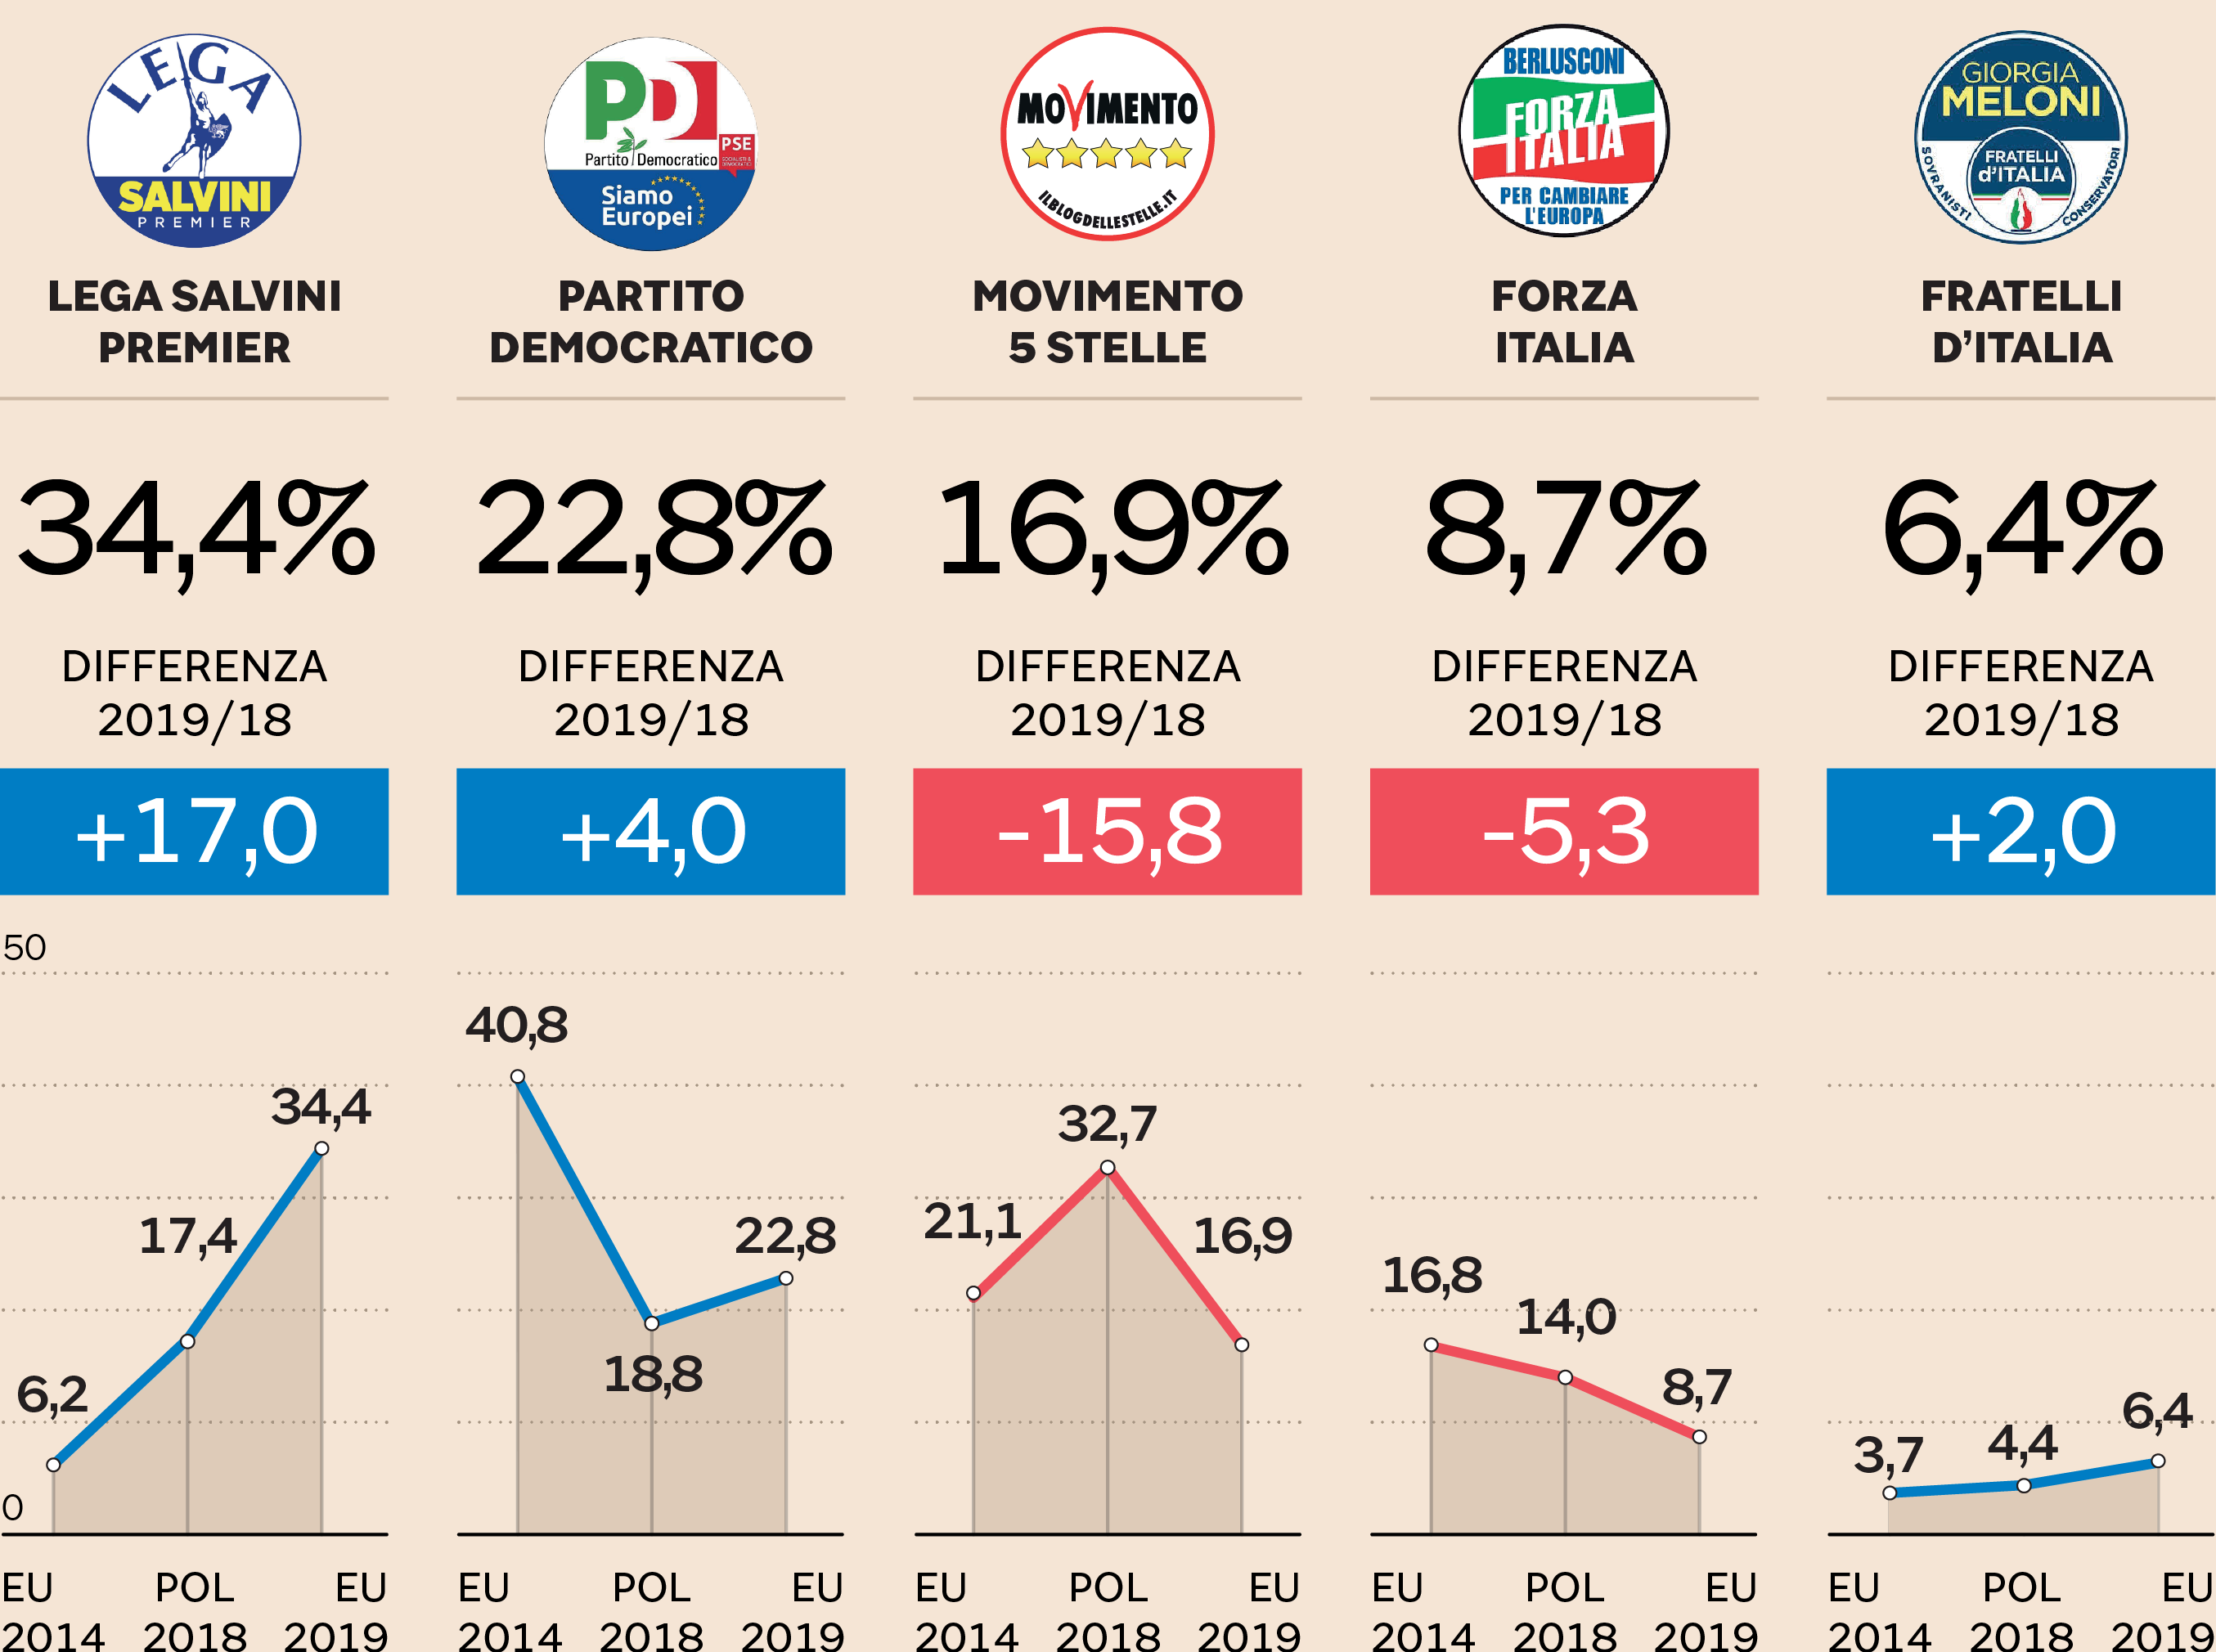 LEGA
SALVINI
PREMIER
LEGA SALVINI
PREMIER
34,4%
DIFFERENZA
2019/18
+17,0
50
34,4
17,4
6,2
0
EU POL EU
2014 2018 2019
PD
PSE
SOCIALISTI &
DEMOCRATICI
Partito Democratico
Siamo
Europei
PARTITO
DEMOCRATICO
22,8%
DIFFERENZA
2019/18
+4,0
40,8
22,8
18,8
EU POL EU
2014 2018 2019
MOVIMENTO
ILBLOGDELLESTELLE.IT
MOVIMENTO
5 STELLE
16,9%
DIFFERENZA
2019/18
-15,8
32,7
21,1
16,9
EU POL EU
2014 2018 2019
BERLUSCONI
FORZA
ITALIA
PER CAMBIARE
L'EUROPA
FORZA
ITALIA
8,7%
DIFFERENZA
2019/18
-5,3
16,8
14,0
8,7
EU POL EU
2014 2018 2019
GIORGIA
MELONI
SOVRANISTI
FRATELLI
d'ITALIA
CONSERVATORI
FRATELLI
D’ITALIA
6,4%
DIFFERENZA
2019/18
+2,0
3,7
4,4
6,4
EU POL EU
2014 2018 2019